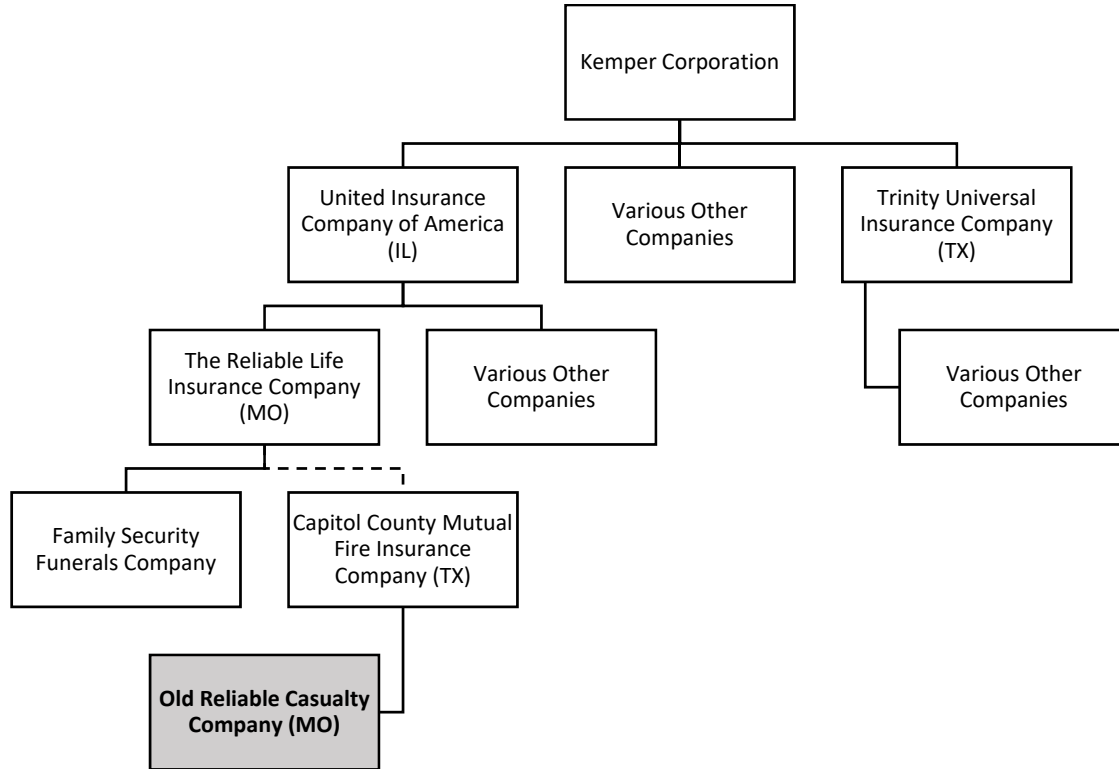 Kemper Corporation
United Insurance
Company of America
(IL)
Various Other
Companies
Trinity Universal
Insurance Company
(TX)
The Reliable Life
Insurance Company
(MO)
Various Other
Companies
Various Other
Companies
Family Security
Funerals Company
Capitol County Mutual
Fire Insurance
Company (TX)
Old Reliable Casualty
Company (MO)